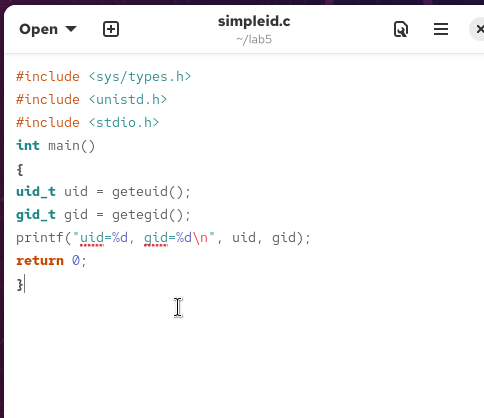 Open
simpleid.c
~/lab5
#include <sys/types.h>
#include <unistd.h>
#include <stdio.h>
int main()
{
uid_t uid = geteuid();
gid_t gid = getegid();
printf("uid=%d, gid=%d\n", uid, gid);
return 0;
}